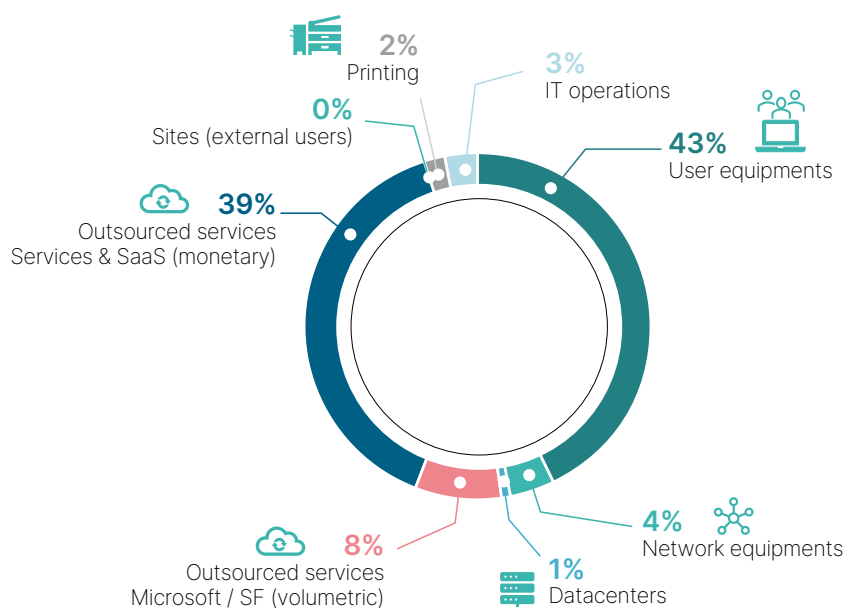 2%
Printing
3%
IT operations
0%
Sites (external users)
43%
User equipments
39%
Outsourced services
Services & SaaS (monetary)
4%
Network equipments
8%
Outsourced services
Microsoft / SF (volumetric)
1%
Datacenters